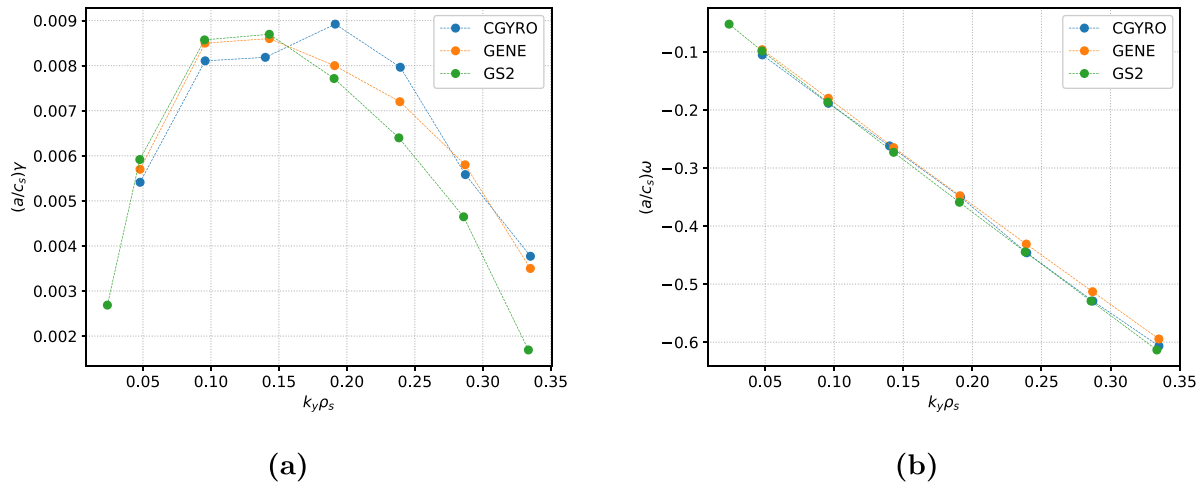 0.009
0.008
0.007
0.006
0.005
0.004
0.003
0.002
(a/c_s)γ
0.05 0.10 0.15 0.20 0.25 0.30 0.35
k_yρ_s
CGYRO
GENE
GS2
(a)
−0.1
−0.2
−0.3
−0.4
−0.5
−0.6
(a/c_s)ω
0.05 0.10 0.15 0.20 0.25 0.30 0.35
k_yρ_s
CGYRO
GENE
GS2
(b)